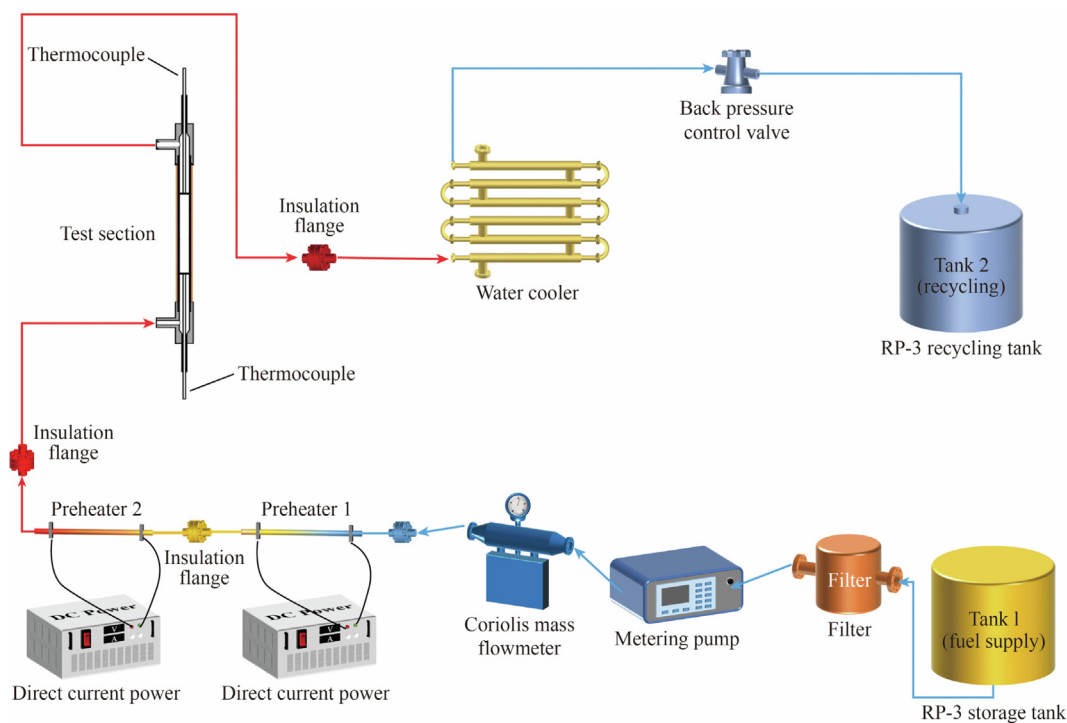 Thermocouple
Test section
Thermocouple
Insulation
flange
Water cooler
Back pressure
control valve
Tank 2
(recycling)
RP-3 recycling tank
Insulation
flange
Preheater 2
Preheater 1
Insulation
flange
DC Power
V
A
Direct current power
DC Power
V
A
Direct current power
Coriolis mass
flowmeter
Metering pump
Filter
Filter
Tank 1
(fuel supply)
RP-3 storage tank